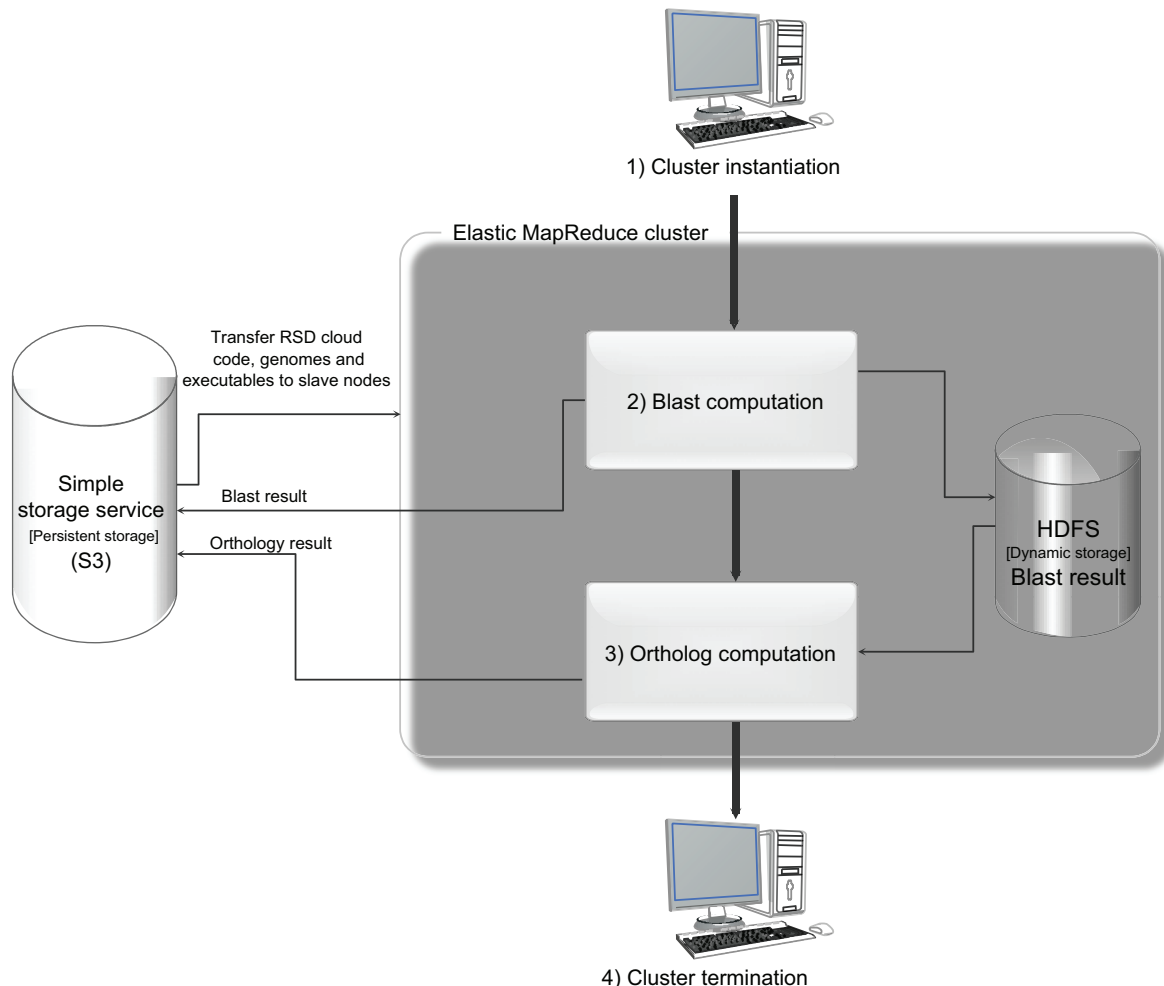 1) Cluster instantiation
Elastic MapReduce cluster
Transfer RSD cloud
code, genomes and
executables to slave nodes
2) Blast computation
Simple
storage service
[Persistent storage]
(S3)
Blast result
Orthology result
HDFS
[Dynamic storage]
Blast result
3) Ortholog computation
4) Cluster termination